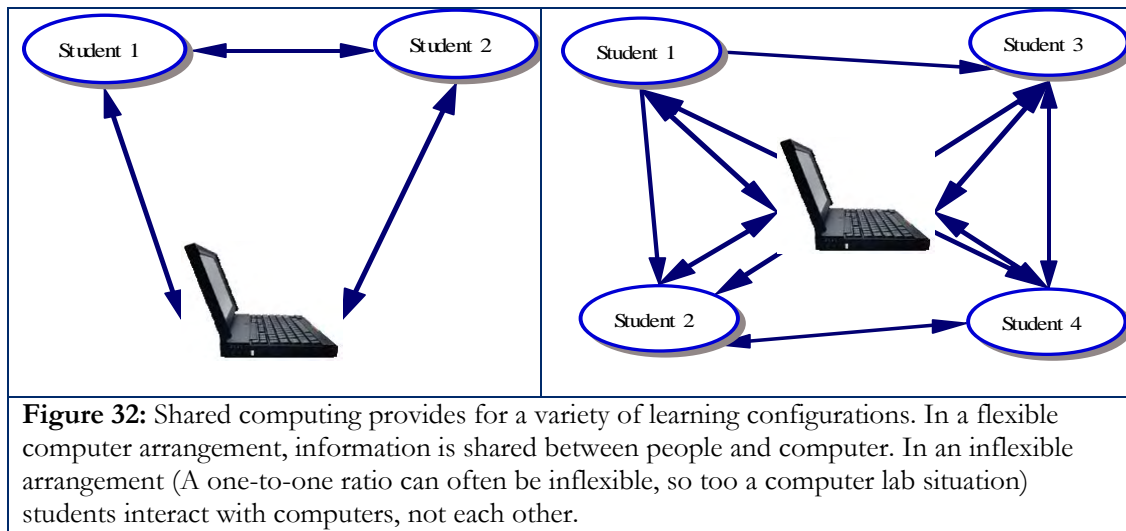 Student 1
Student 2
Student 1
Student 3
Student 2
Student 4
Figure 32: Shared computing provides for a variety of learning configurations. In a flexible
computer arrangement, information is shared between people and computer. In an inflexible
arrangement (A one-to-one ratio can often be inflexible, so too a computer lab situation)
students interact with computers, not each other.